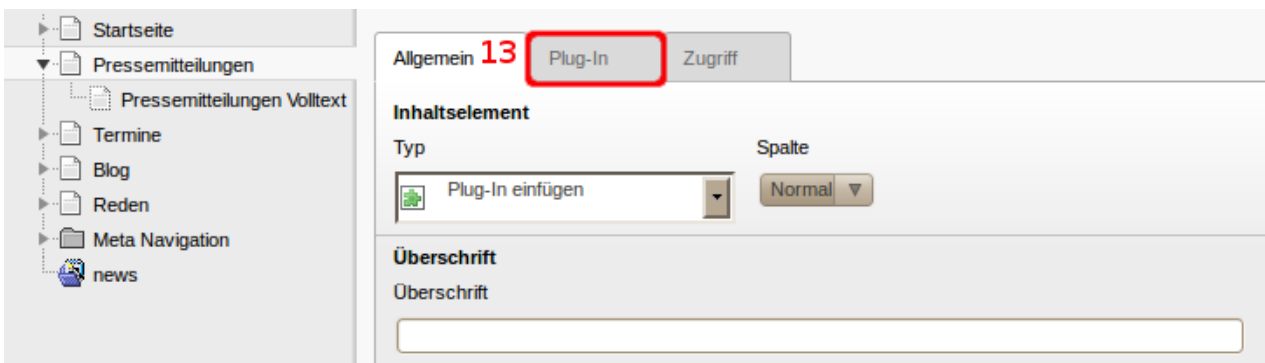 Startseite
Pressemitteilungen
Pressemitteilungen Volltext
Termine
Blog
Reden
Meta Navigation
news
Allgemein 13 Plug-In Zugriff
Inhaltselement
Typ Spalte
Plug-In einfügen Normal
Überschrift
Überschrift